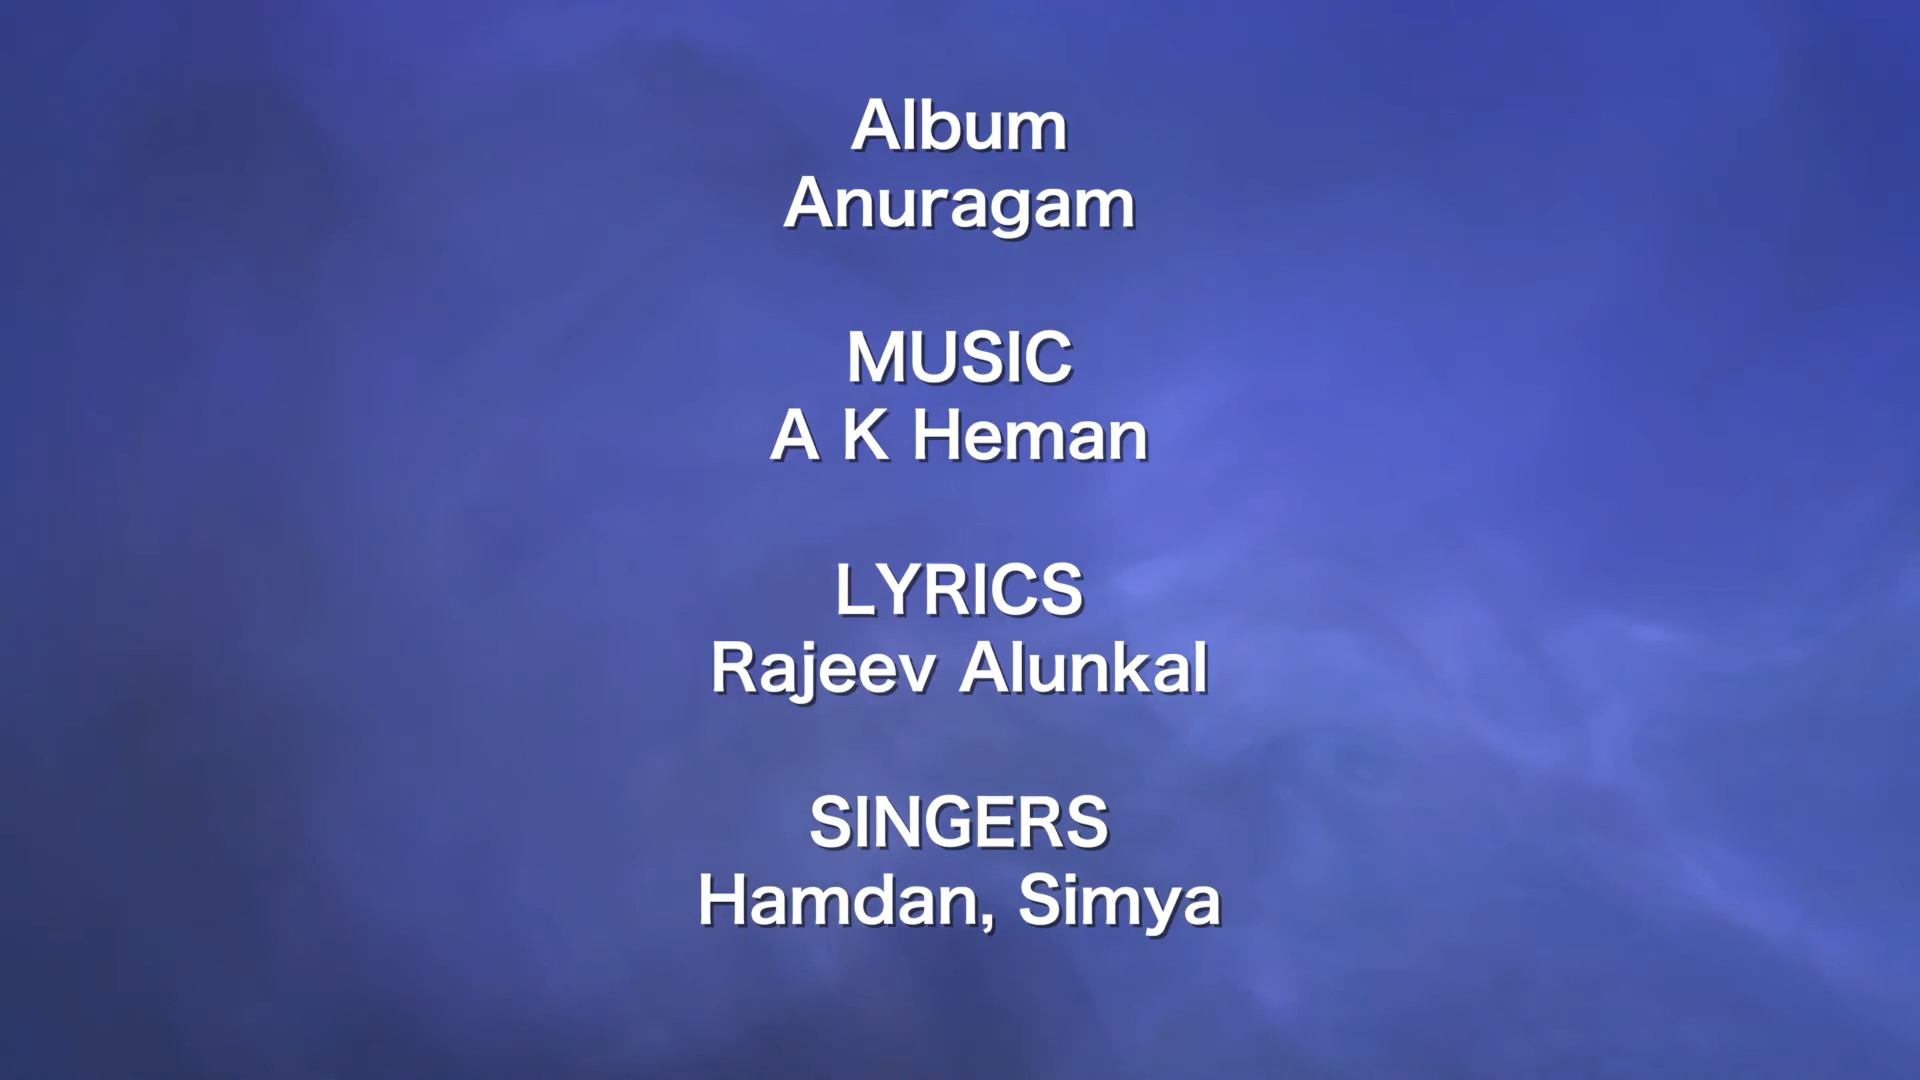 Album
Anuragam
MUSIC
A K Heman
LYRICS
Rajeev Alunkal
SINGERS
Hamdan, Simya